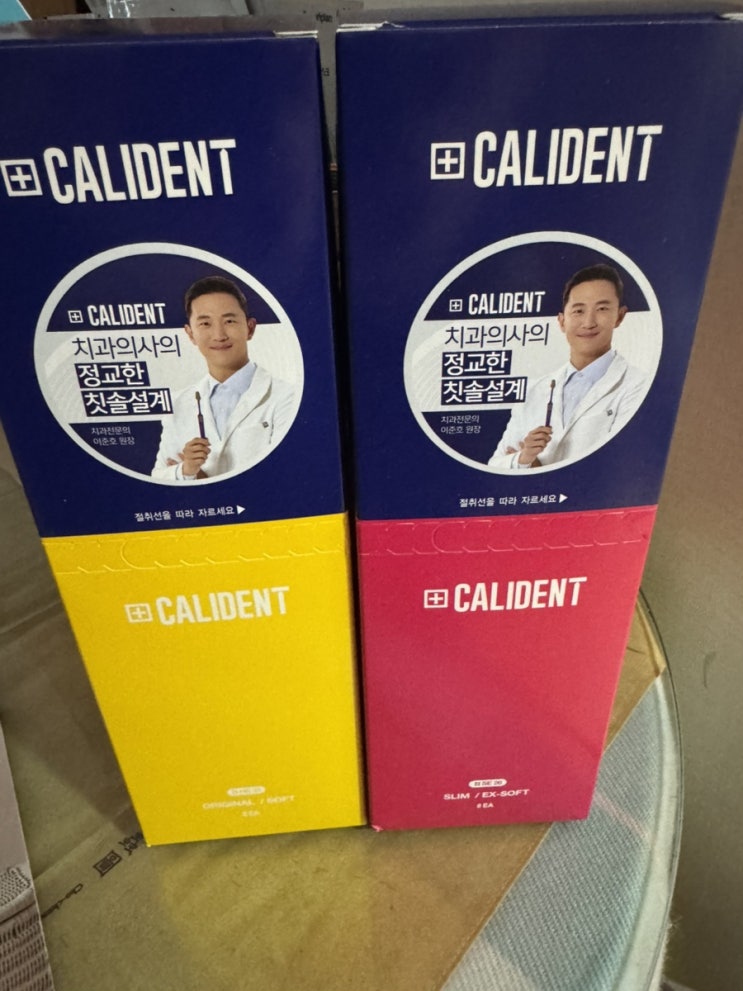 CALIDENT
CALIDENT
치과의사의
정교한
칫솔설계
치과전문의
이준호 원장
절취선을 따라 자르세요▶
CALIDENT
ORIGINAL / SOFT
CALIDENT
CALIDENT
치과의사의
정교한
칫솔설계
치과전문의
이준호 원장
절취선을 따라 자르세요▶
CALIDENT
SLIM / EX-SOFT